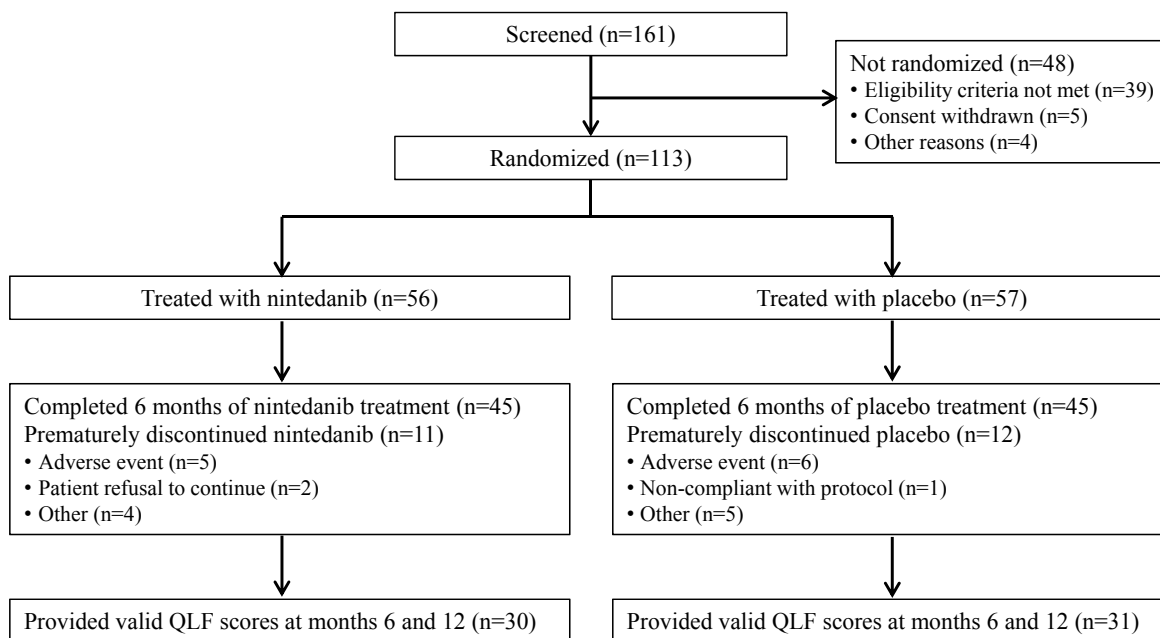 Screened (n=161)
Not randomized (n=48)
• Eligibility criteria not met (n=39)
• Consent withdrawn (n=5)
• Other reasons (n=4)
Randomized (n=113)
Treated with nintedanib (n=56)
Treated with placebo (n=57)
Completed 6 months of nintedanib treatment (n=45)
Prematurely discontinued nintedanib (n=11)
• Adverse event (n=5)
• Patient refusal to continue (n=2)
• Other (n=4)
Completed 6 months of placebo treatment (n=45)
Prematurely discontinued placebo (n=12)
• Adverse event (n=6)
• Non-compliant with protocol (n=1)
• Other (n=5)
Provided valid QLF scores at months 6 and 12 (n=30)
Provided valid QLF scores at months 6 and 12 (n=31)